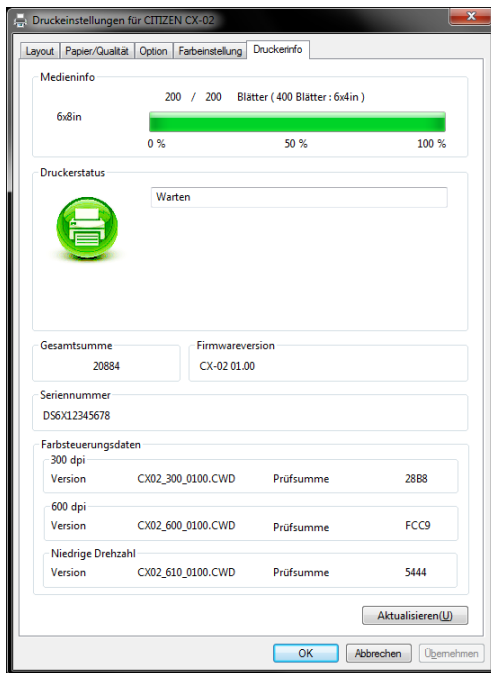 Druckeinstellungen für CITIZEN CX-02
Layout Papier/Qualität Option Farbeinstellung Druckerinfo
Medieninfo
200 / 200 Blätter ( 400 Blätter : 6x4in )
6x8in
0 % 50 % 100 %
Druckerstatus
Warten
Gesamtsumme
20884
Firmwareversion
CX-02 01.00
Seriennummer
DS6X12345678
Farbsteuerungsdaten
300 dpi
Version CX02_300_0100.CWD Prüfsumme 28B8
600 dpi
Version CX02_600_0100.CWD Prüfsumme FCC9
Niedrige Drehzahl
Version CX02_610_0100.CWD Prüfsumme 5444
Aktualisieren(U)
OK Abbrechen Übernehmen